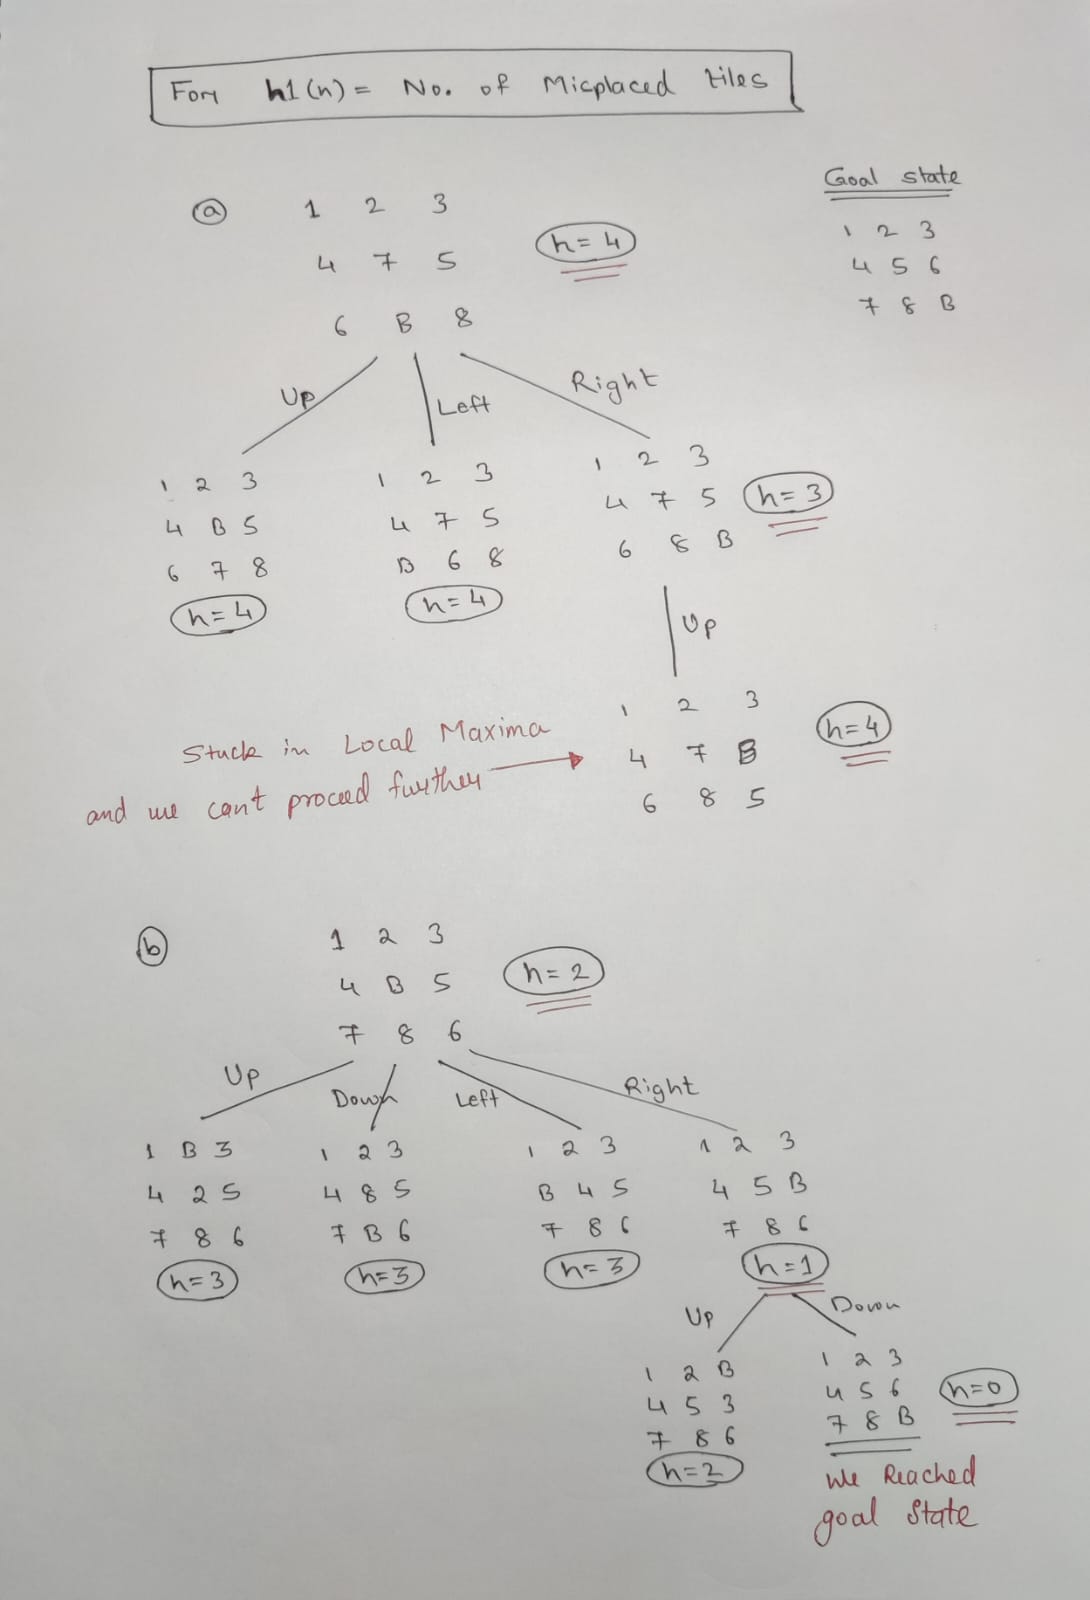 For h1(n) = No. of Misplaced tiles
Goal state
1 2 3
4 5 6
7 8 B
(a) 1 2 3
4 7 5
6 B 8
h=4
Up
Left
Right
1 2 3
4 B 5
6 7 8
h=4
1 2 3
4 7 5
B 6 8
h=4
1 2 3
4 7 5
6 8 B
h=3
Up
1 2 3
4 7 B
6 8 5
h=4
Stuck in Local Maxima
and we can't proceed further
(b) 1 2 3
4 B 5
7 8 6
h=2
Up
Down
Left
Right
1 B 3
4 2 5
7 8 6
h=3
1 2 3
4 8 5
7 B 6
h=3
1 2 3
B 4 5
7 8 6
h=3
1 2 3
4 5 B
7 8 6
h=1
Up
Down
1 2 B
4 5 3
7 8 6
h=2
1 2 3
4 5 6
7 8 B
h=0
We Reached
goal state